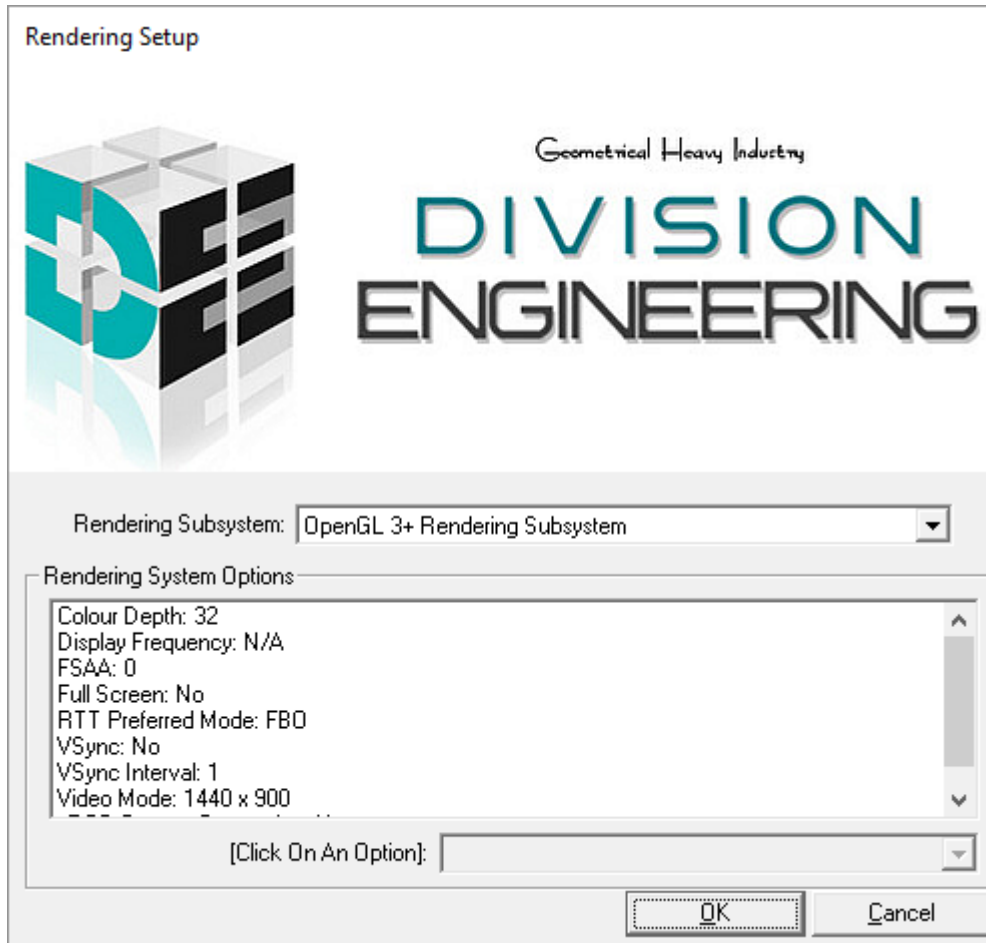 Rendering Setup
Geometrical Heavy Industry
DIVISION
ENGINEERING
Rendering Subsystem: OpenGL 3+ Rendering Subsystem
Rendering System Options
Colour Depth: 32
Display Frequency: N/A
FSAA: 0
Full Screen: No
RTT Preferred Mode: FBO
VSync: No
VSync Interval: 1
Video Mode: 1440 x 900
[Click On An Option]:
OK Cancel